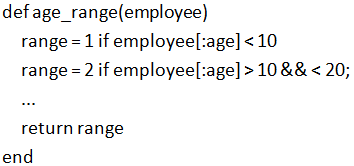 def age_range(employee)
range = 1 if employee[:age] < 10
range = 2 if employee[:age] > 10 && < 20;
...
return range
end